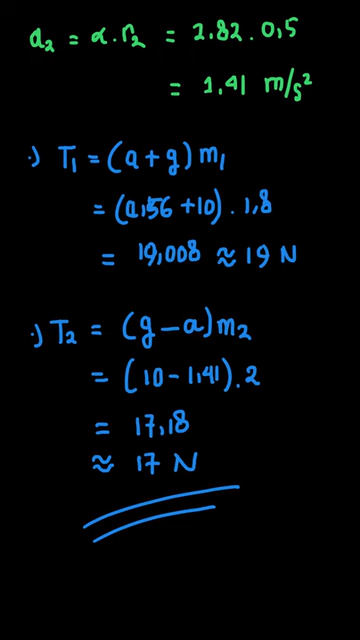 a₂ = α.r₂ = 2.82.0,5
= 1,41 m/s²
.) T₁ = (a+g) m₁
= (0,56 +10) . 1,8
= 19,008 ≈ 19 N
.) T₂ = (g-a)m₂
= (10-1,41).2
= 17,18
≈ 17 N